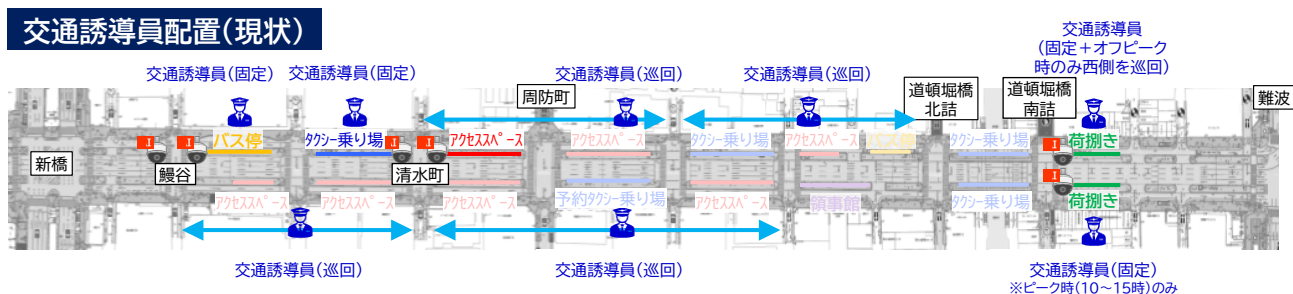 交通誘導員配置(現状)
交通誘導員(固定)
交通誘導員(固定)
交通誘導員(巡回)
交通誘導員(巡回)
交通誘導員
(固定＋オフピーク
時のみ西側を巡回)
周防町
道頓堀橋
北詰
道頓堀橋
南詰
難波
バス停
タクシー乗り場
アクセススペース
アクセススペース
タクシー乗り場
アクセススペース
バス停
タクシー乗り場
荷捌き
新橋
鰻谷
清水町
アクセススペース
アクセススペース
アクセススペース
予約タクシー乗り場
アクセススペース
領事館
タクシー乗り場
荷捌き
交通誘導員(巡回)
交通誘導員(巡回)
交通誘導員(固定)
※ピーク時(10～15時)のみ